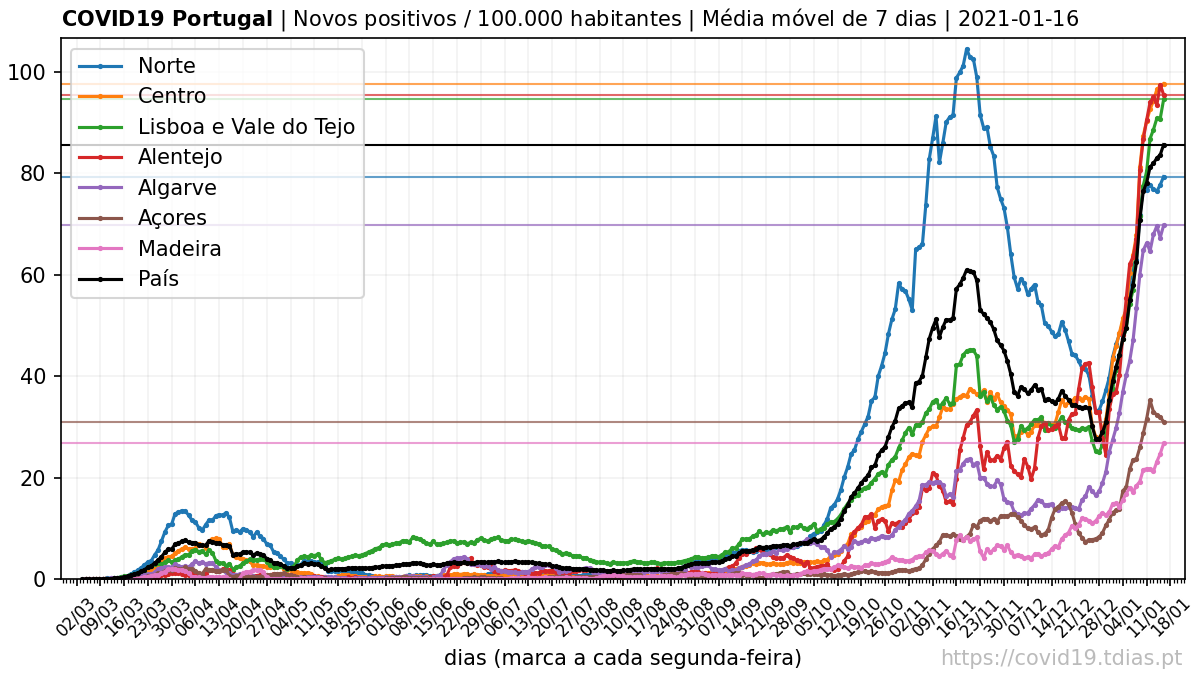 COVID19 Portugal | Novos positivos / 100.000 habitantes | Média móvel de 7 dias | 2021-01-16
Norte
Centro
Lisboa e Vale do Tejo
Alentejo
Algarve
Açores
Madeira
País
100
80
60
40
20
0
02/03 09/03 16/03 23/03 30/03 06/04 13/04 20/04 27/04 04/05 11/05 18/05 25/05 01/06 08/06 15/06 22/06 29/06 06/07 13/07 20/07 27/07 03/08 10/08 17/08 24/08 31/08 07/09 14/09 21/09 28/09 05/10 12/10 19/10 26/10 02/11 09/11 16/11 23/11 30/11 07/12 14/12 21/12 28/12 04/01 11/01 18/01
dias (marca a cada segunda-feira)
https://covid19.tdias.pt